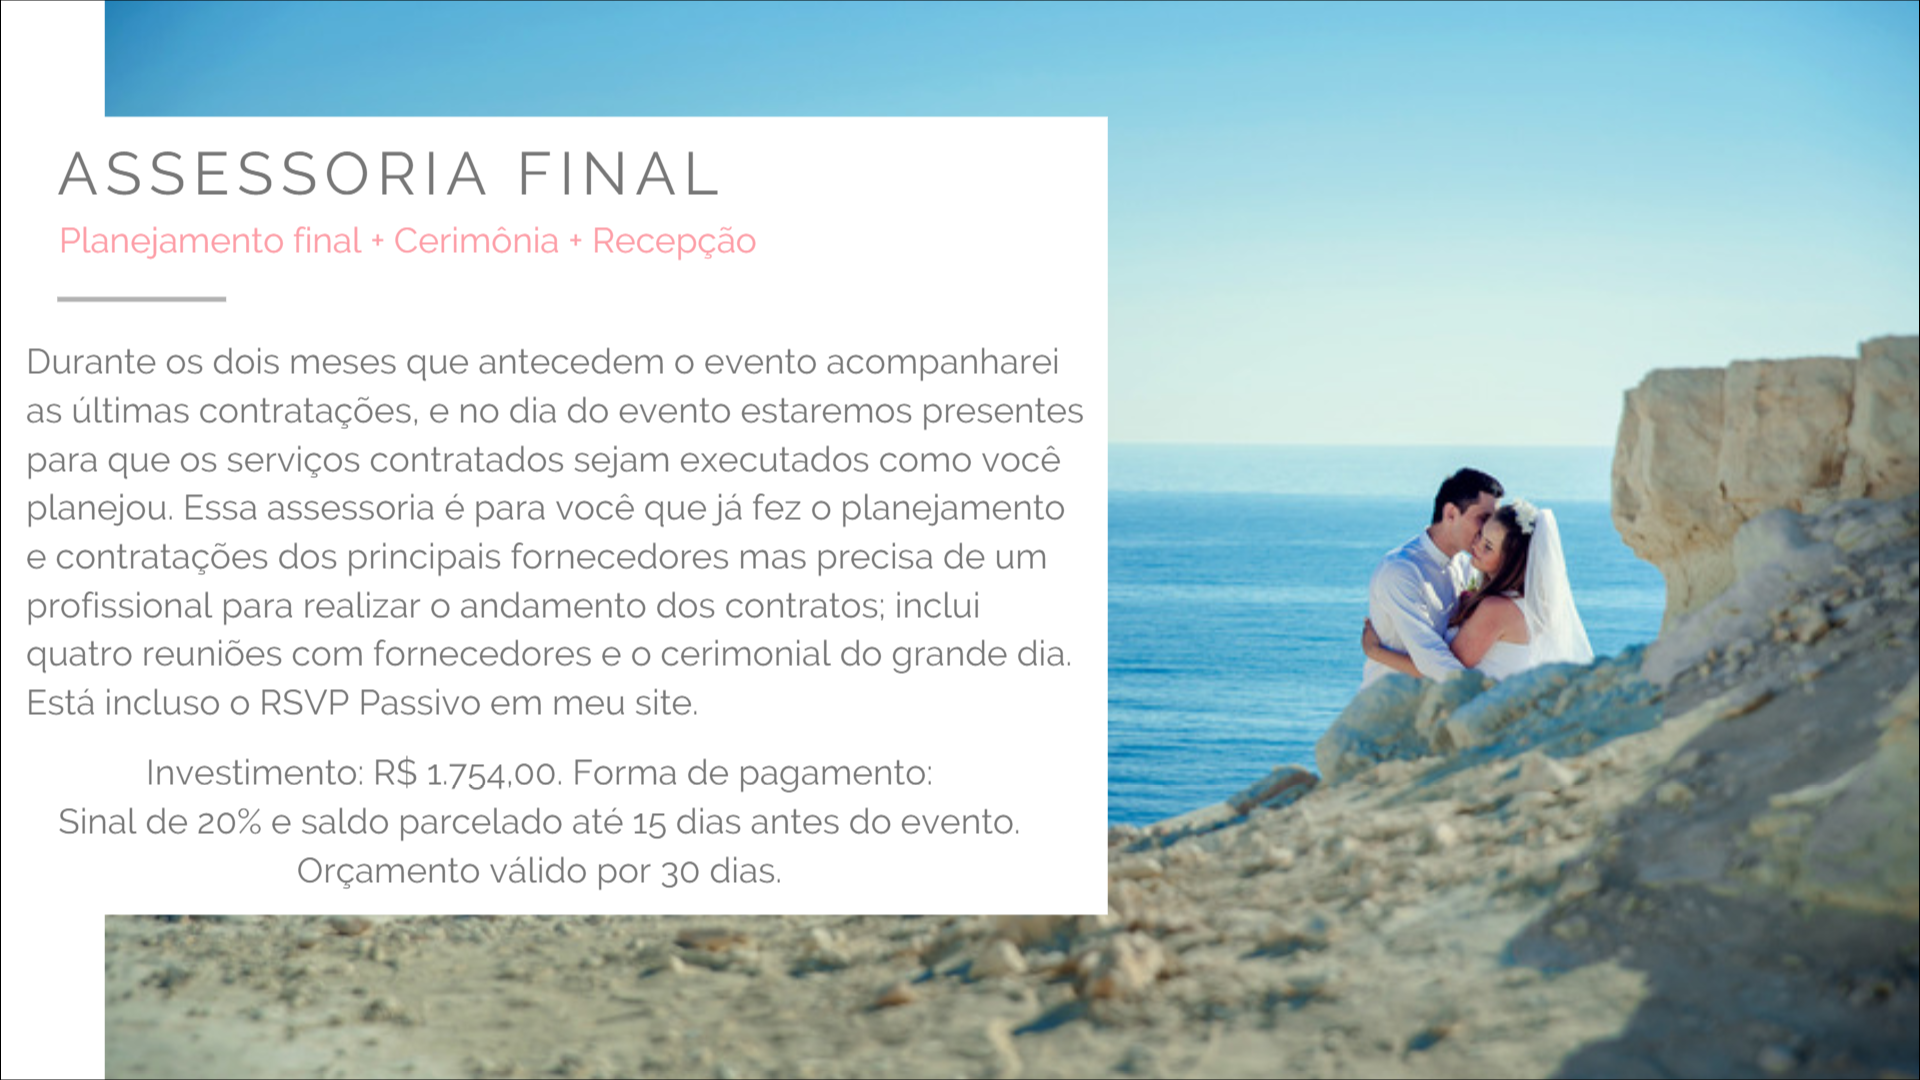 ASSESSORIA FINAL
Planejamento final + Cerimônia + Recepção
Durante os dois meses que antecedem o evento acompanharei
as últimas contratações, e no dia do evento estaremos presentes
para que os serviços contratados sejam executados como você
planejou. Essa assessoria é para você que já fez o planejamento
e contratações dos principais fornecedores mas precisa de um
profissional para realizar o andamento dos contratos; inclui
quatro reuniões com fornecedores e o cerimonial do grande dia.
Está incluso o RSVP Passivo em meu site.
Investimento: R$ 1.754,00. Forma de pagamento:
Sinal de 20% e saldo parcelado até 15 dias antes do evento.
Orçamento válido por 30 dias.